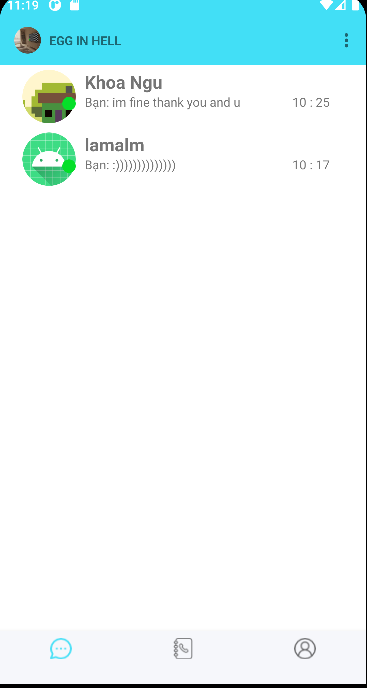 11:19
EGG IN HELL
Khoa Ngu
Bạn: im fine thank you and u 10 : 25
lamalm
Bạn: :)))))))))))))) 10 : 17